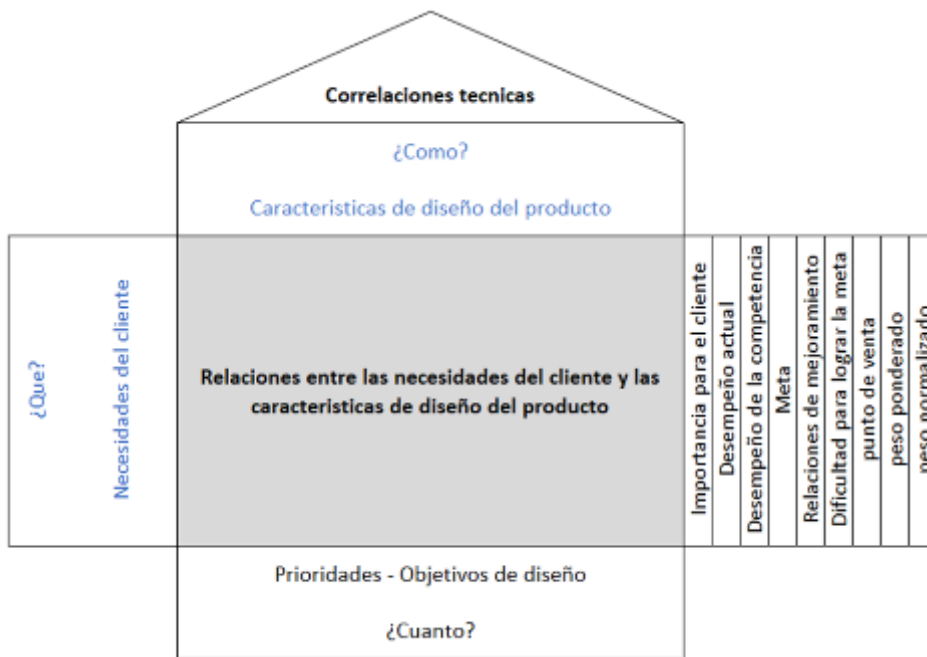 Correlaciones tecnicas
¿Como?
Caracteristicas de diseño del producto
¿Que?
Necesidades del cliente
Relaciones entre las necesidades del cliente y las
caracteristicas de diseño del producto
Importancia para el cliente
Desempeño actual
Desempeño de la competencia
Meta
Relaciones de mejoramiento
Dificultad para lograr la meta
punto de venta
peso ponderado
peso normalizado
Prioridades - Objetivos de diseño
¿Cuanto?